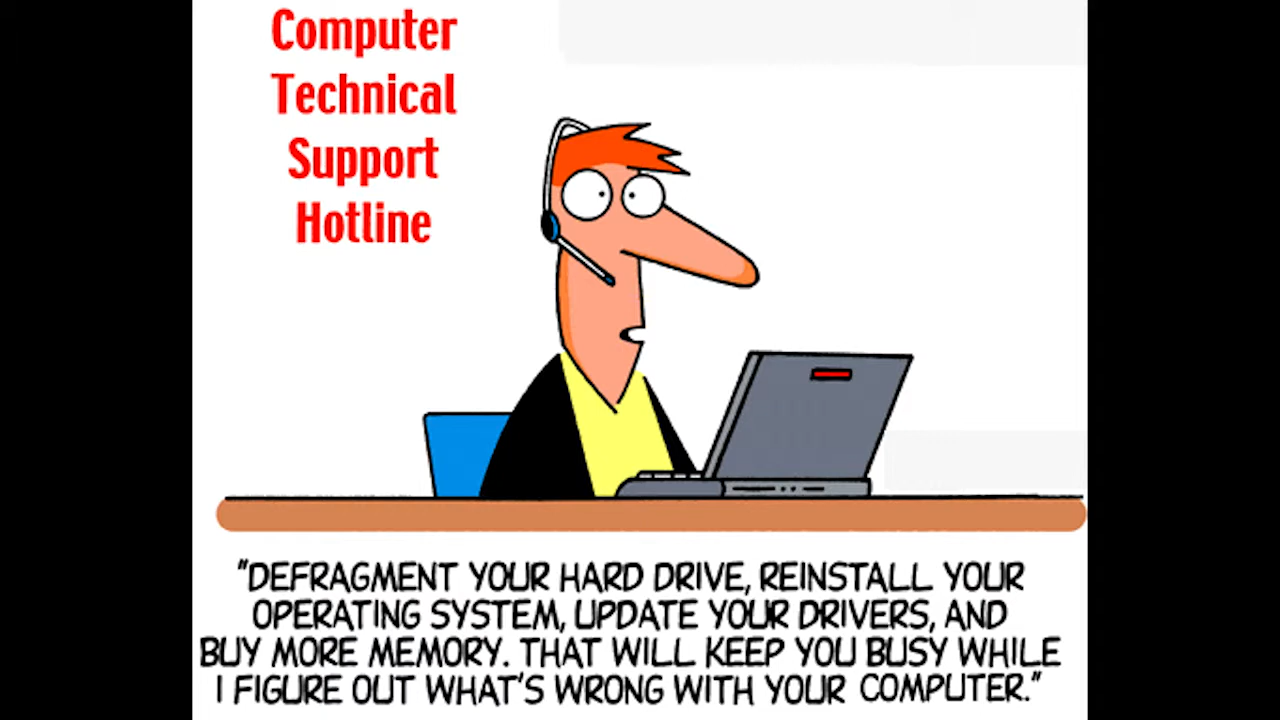 Computer
Technical
Support
Hotline
"DEFRAGMENT YOUR HARD DRIVE, REINSTALL YOUR
OPERATING SYSTEM, UPDATE YOUR DRIVERS, AND
BUY MORE MEMORY. THAT WILL KEEP YOU BUSY WHILE
I FIGURE OUT WHAT'S WRONG WITH YOUR COMPUTER."